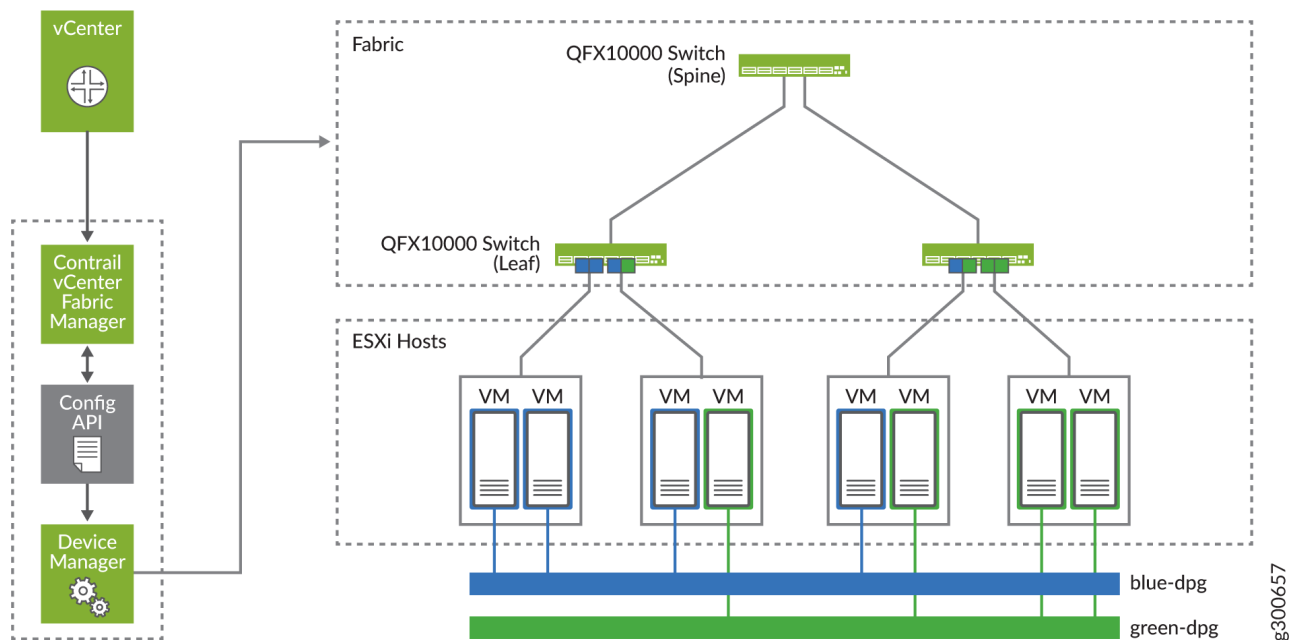 vCenter
Contrail
vCenter
Fabric
Manager
Config
API
Device
Manager
Fabric
QFX10000 Switch
(Spine)
QFX10000 Switch
(Leaf)
ESXi Hosts
VM VM
VM VM
VM VM
VM VM
blue-dpg
green-dpg
g300657